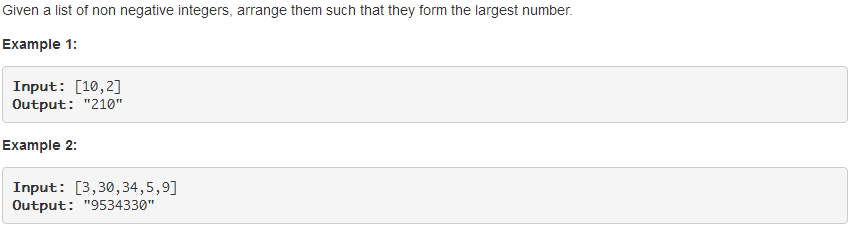 Given a list of non negative integers, arrange them such that they form the largest number.
Example 1:
Input: [10,2]
Output: "210"
Example 2:
Input: [3,30,34,5,9]
Output: "9534330"